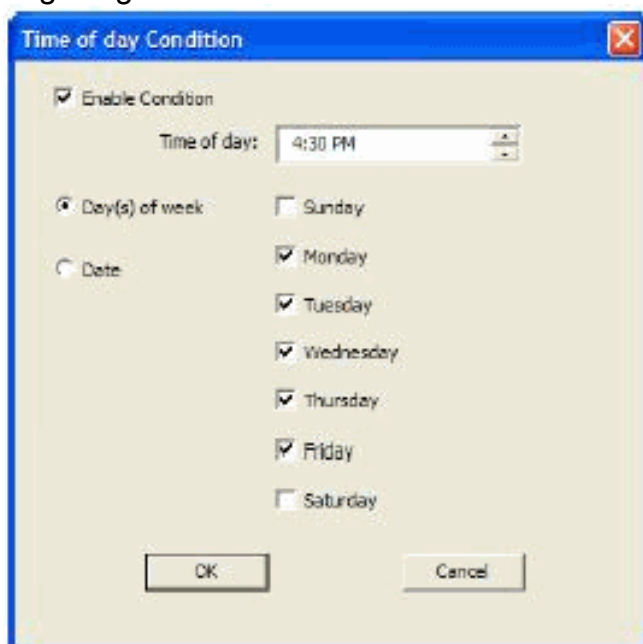 Time of day Condition
Enable Condition
Time of day: 4:30 PM
Day(s) of week
Sunday
Date
Monday
Tuesday
Wednesday
Thursday
Friday
Saturday
OK Cancel